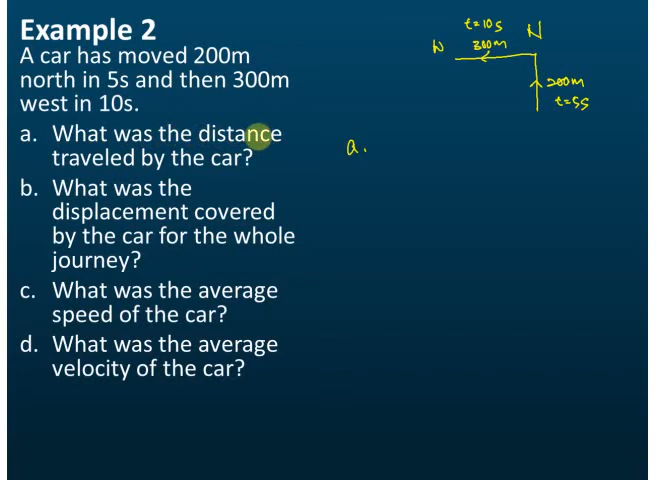 Example 2
A car has moved 200m
north in 5s and then 300m
west in 10s.
a. What was the distance
traveled by the car?
b. What was the
displacement covered
by the car for the whole
journey?
c. What was the average
speed of the car?
d. What was the average
velocity of the car?
t=10s
N
W
300m
200m
t=5s
a.